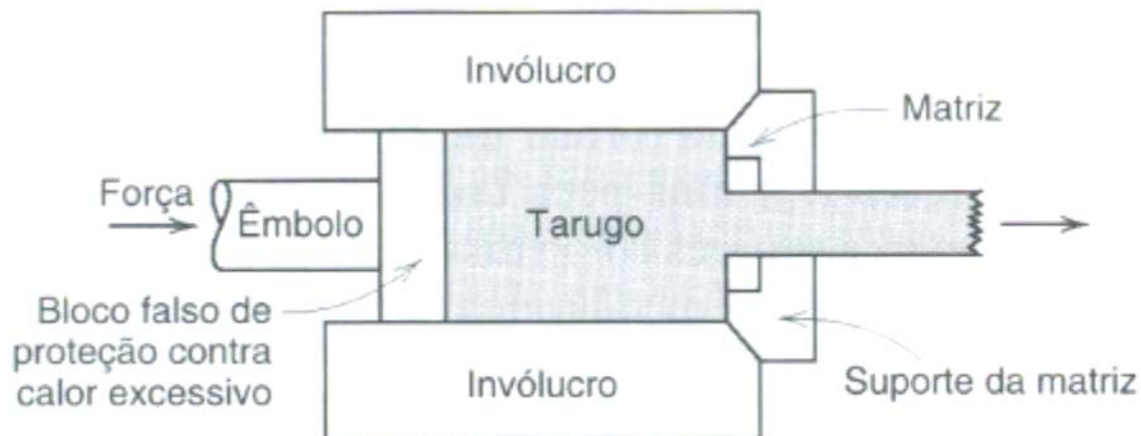 Invólucro
Matriz
Força
Êmbolo
Tarugo
Bloco falso de
proteção contra
calor excessivo
Invólucro
Suporte da matriz